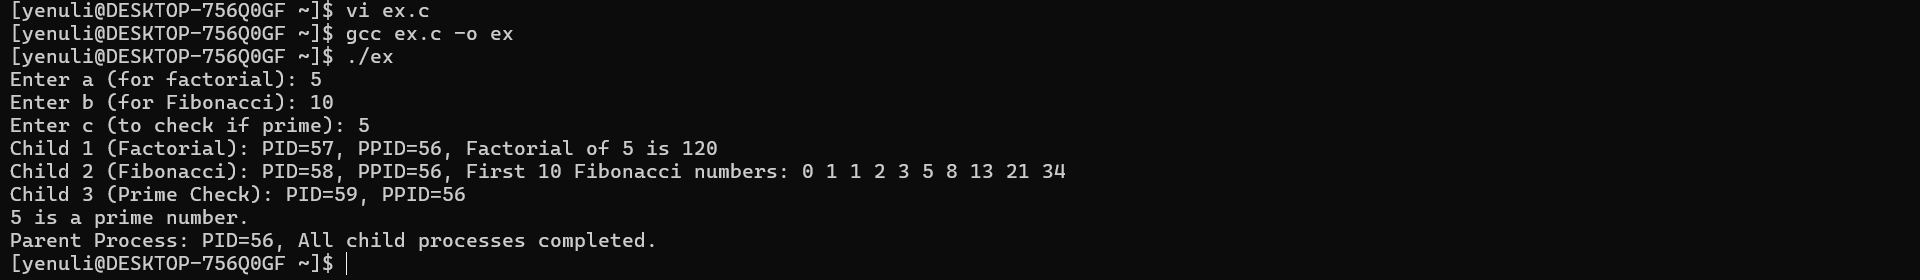 [yenuli@DESKTOP-756Q0GF ~]$ vi ex.c
[yenuli@DESKTOP-756Q0GF ~]$ gcc ex.c -o ex
[yenuli@DESKTOP-756Q0GF ~]$ ./ex
Enter a (for factorial): 5
Enter b (for Fibonacci): 10
Enter c (to check if prime): 5
Child 1 (Factorial): PID=57, PPID=56, Factorial of 5 is 120
Child 2 (Fibonacci): PID=58, PPID=56, First 10 Fibonacci numbers: 0 1 1 2 3 5 8 13 21 34
Child 3 (Prime Check): PID=59, PPID=56
5 is a prime number.
Parent Process: PID=56, All child processes completed.
[yenuli@DESKTOP-756Q0GF ~]$